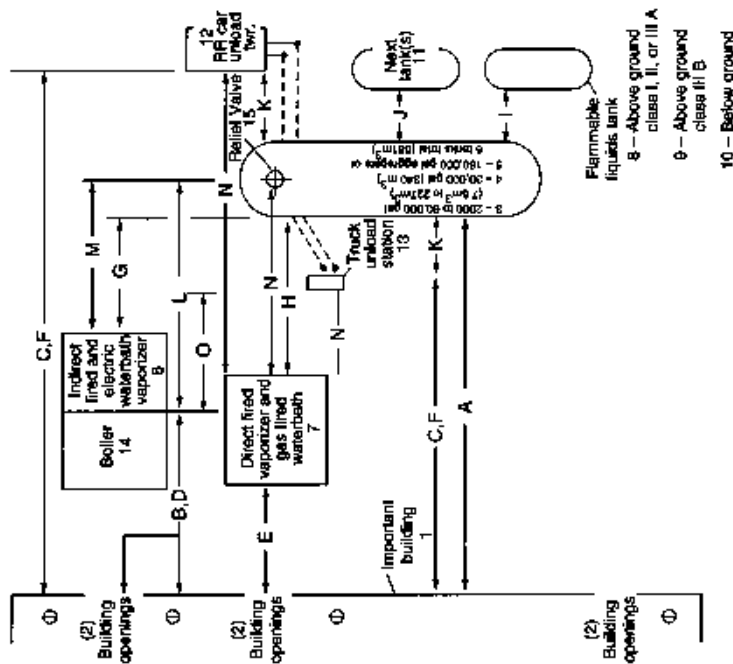 12
RR car
unload
twr.
Relief Valve
15
Next
tank(s)
11
Flammable
liquids tank
8 – Above ground
class I, II, or III A
9 – Above ground
class III B
10 – Below ground
K
J
I
N
M
G
L
O
C,F
Indirect
fired and
electric
waterbath
vaporizer
6
Boiler
14
B,D
N
H
Truck
unload
station
13
N
K
Direct fired
vaporizer and
gas fired
waterbath
7
E
C,F
A
Important
building
1
(2)
Building
openings
(2)
Building
openings
(2)
Building
openings